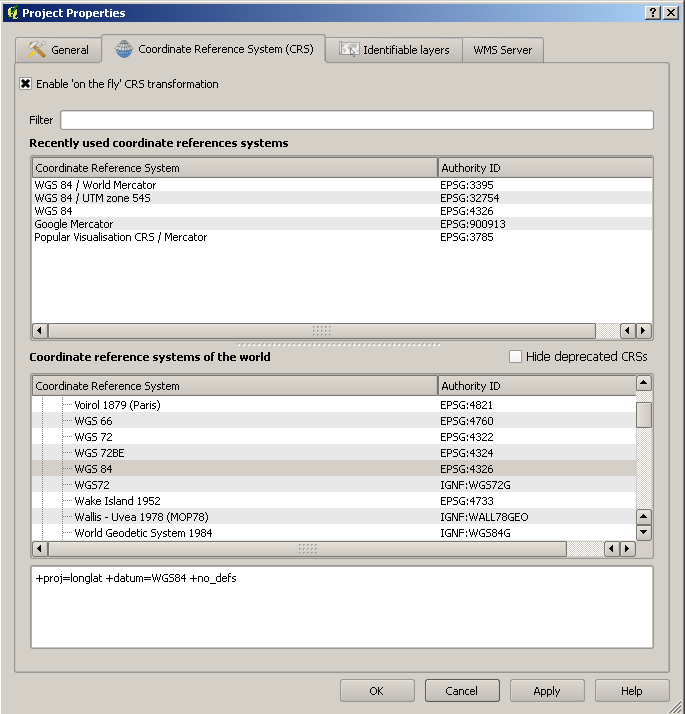 Project Properties
General Coordinate Reference System (CRS) Identifiable layers WMS Server
Enable 'on the fly' CRS transformation
Filter
Recently used coordinate references systems
Coordinate Reference System Authority ID
WGS 84 / World Mercator EPSG:3395
WGS 84 / UTM zone 54S EPSG:32754
WGS 84 EPSG:4326
Google Mercator EPSG:900913
Popular Visualisation CRS / Mercator EPSG:3785
Coordinate reference systems of the world Hide deprecated CRSs
Coordinate Reference System Authority ID
Voirol 1879 (Paris) EPSG:4821
WGS 66 EPSG:4760
WGS 72 EPSG:4322
WGS 72BE EPSG:4324
WGS 84 EPSG:4326
WGS72 IGNF:WGS72G
Wake Island 1952 EPSG:4733
Wallis - Uvea 1978 (MOP78) IGNF:WALL78GEO
World Geodetic System 1984 IGNF:WGS84G
+proj=longlat +datum=WGS84 +no_defs
OK Cancel Apply Help